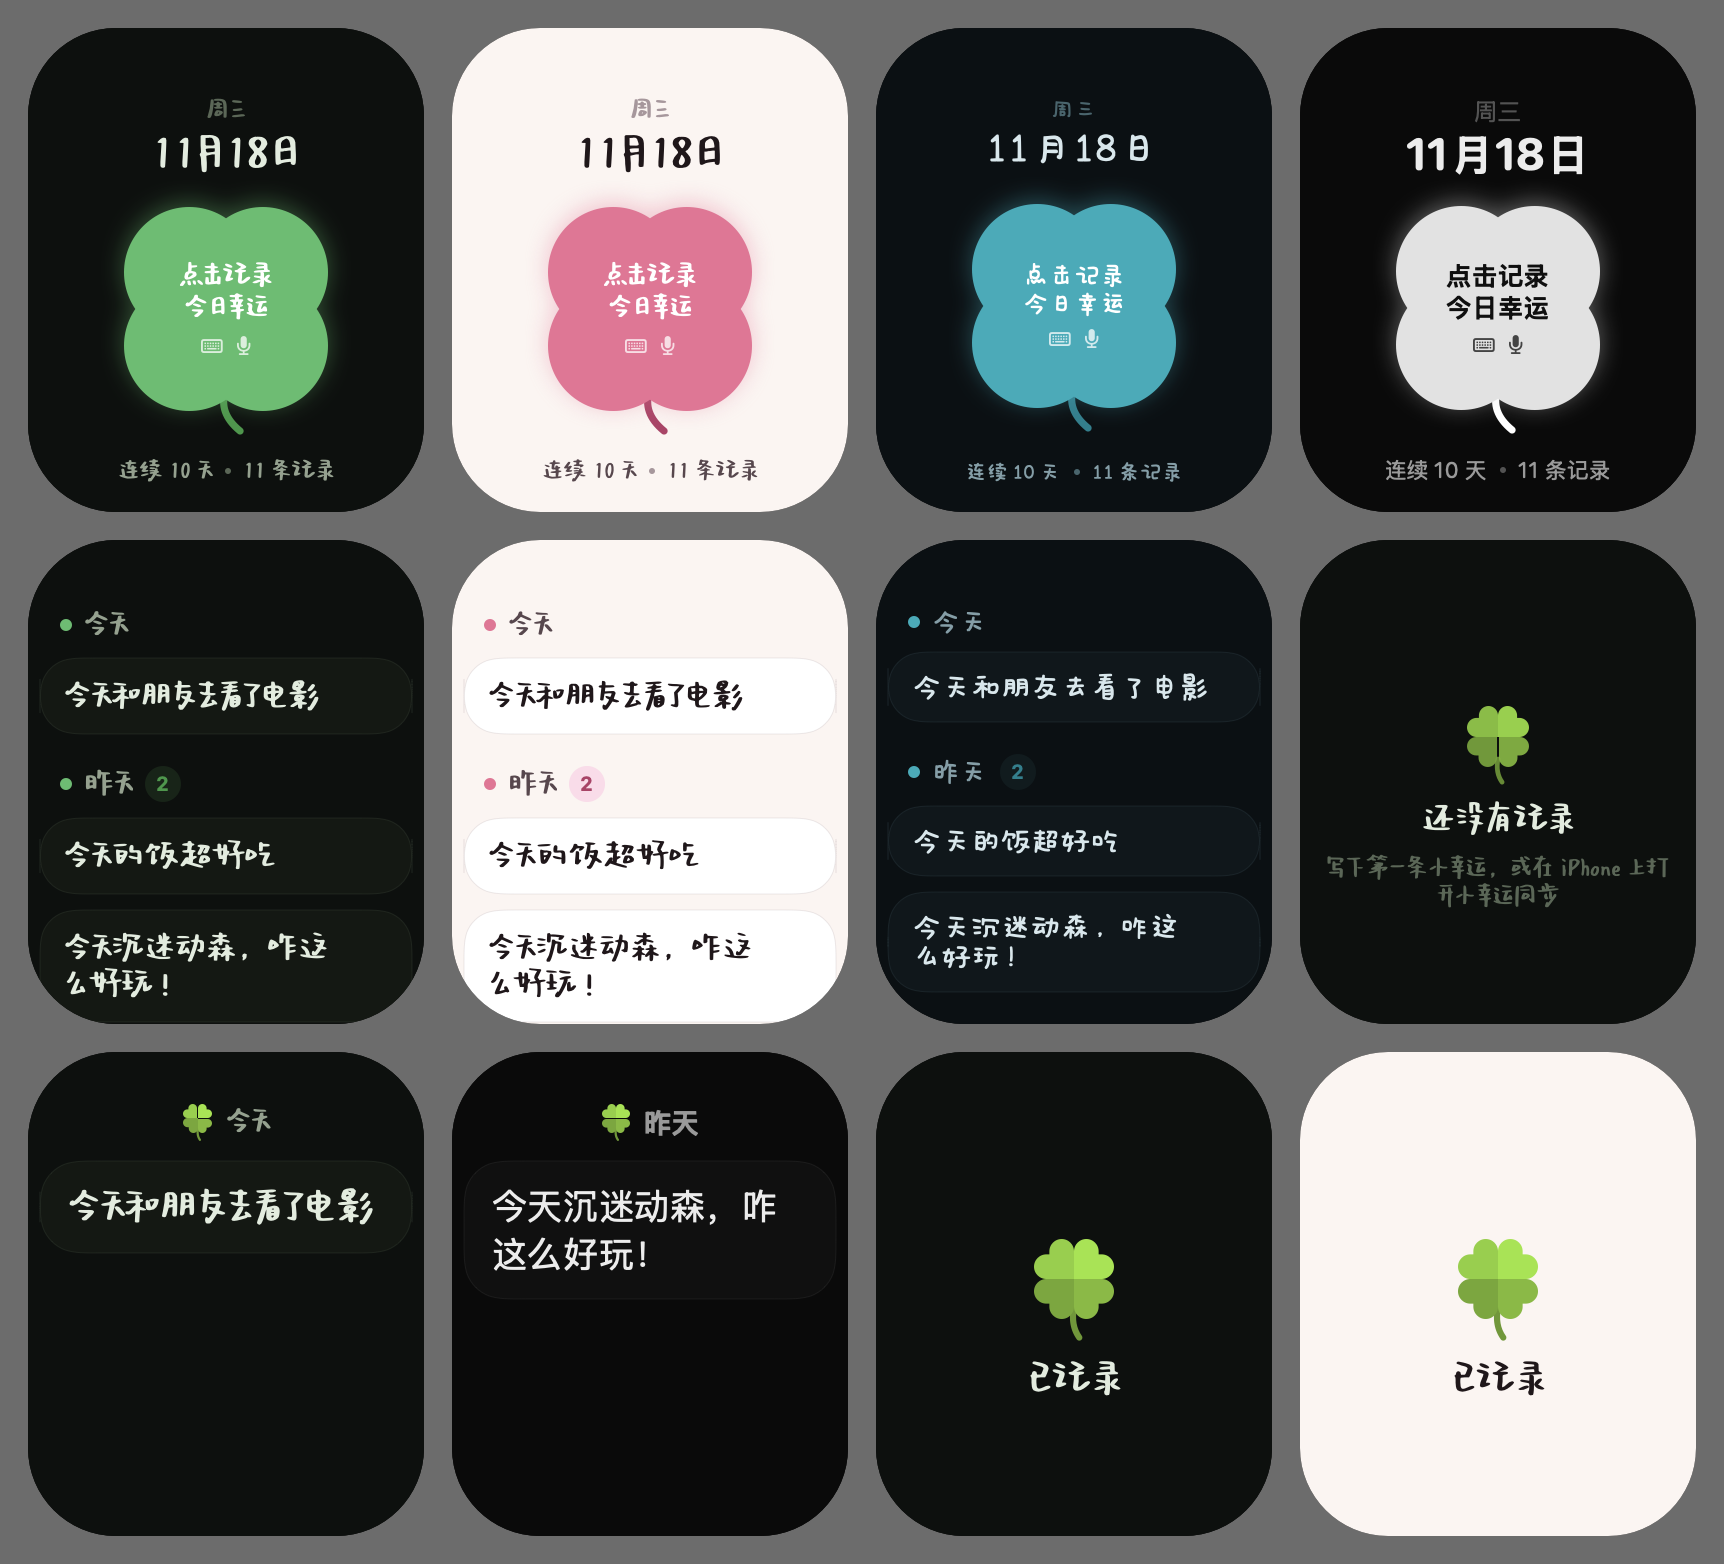 周三
11月18日
点击记录
今日幸运
连续 10 天 • 11 条记录
周三
11月18日
点击记录
今日幸运
连续 10 天 • 11 条记录
周三
11月18日
点击记录
今日幸运
连续 10 天 • 11 条记录
周三
11月18日
点击记录
今日幸运
连续 10 天 • 11 条记录
今天
今天和朋友去看了电影
昨天 2
今天的饭超好吃
今天沉迷动森，咋这
么好玩！
今天
今天和朋友去看了电影
昨天 2
今天的饭超好吃
今天沉迷动森，咋这
么好玩！
今天
今天和朋友去看了电影
昨天 2
今天的饭超好吃
今天沉迷动森，咋这
么好玩！
还没有记录
写下第一条小幸运，或在 iPhone 上打
开小幸运同步
今天
今天和朋友去看了电影
昨天
今天沉迷动森，咋
这么好玩！
已记录
已记录